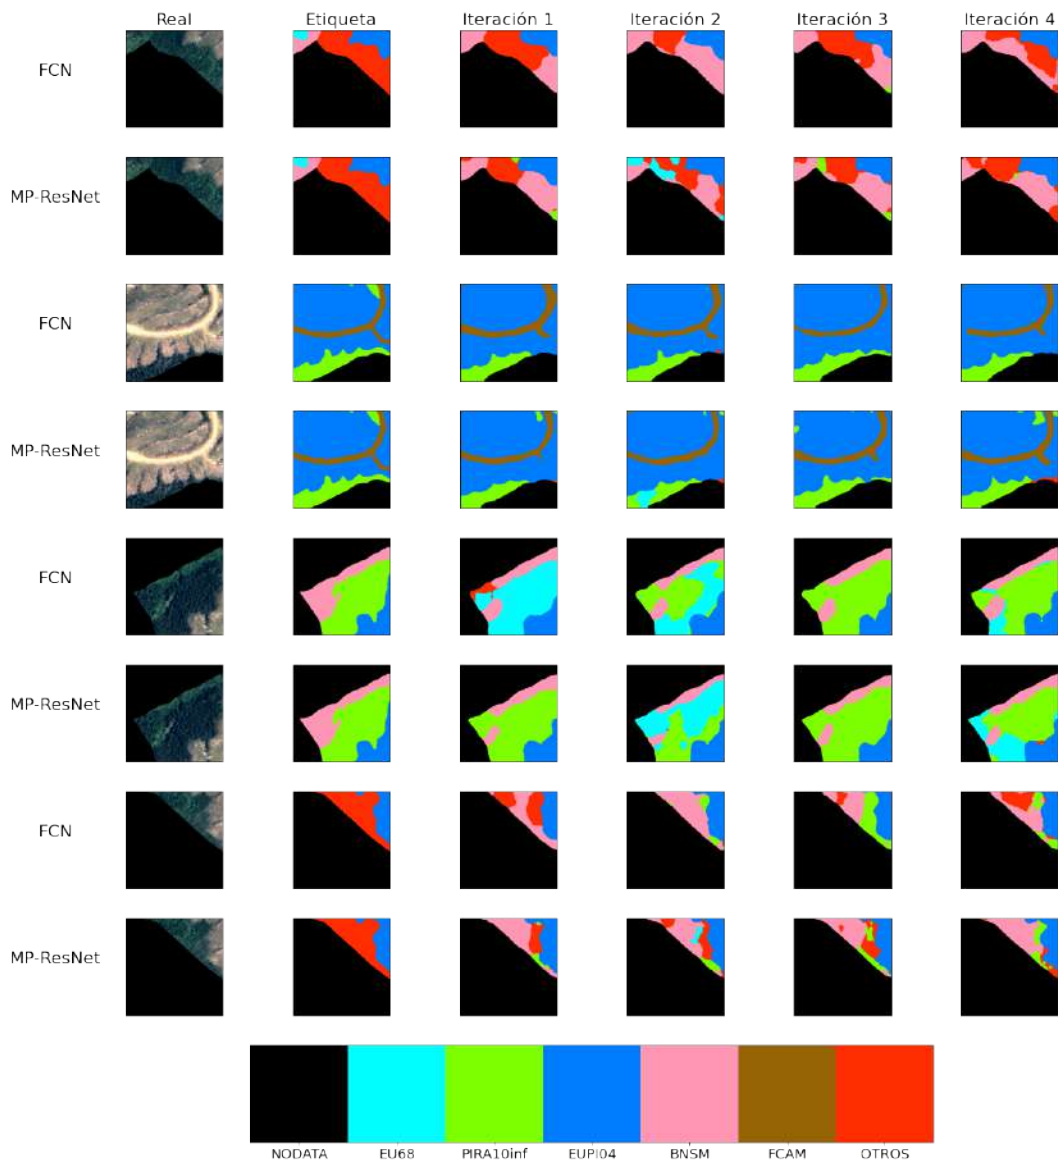 Real Etiqueta Iteración 1 Iteración 2 Iteración 3 Iteración 4
FCN
MP-ResNet
FCN
MP-ResNet
FCN
MP-ResNet
FCN
MP-ResNet
NODATA EU68 PIRA10inf EUPI04 BNSM FCAM OTROS